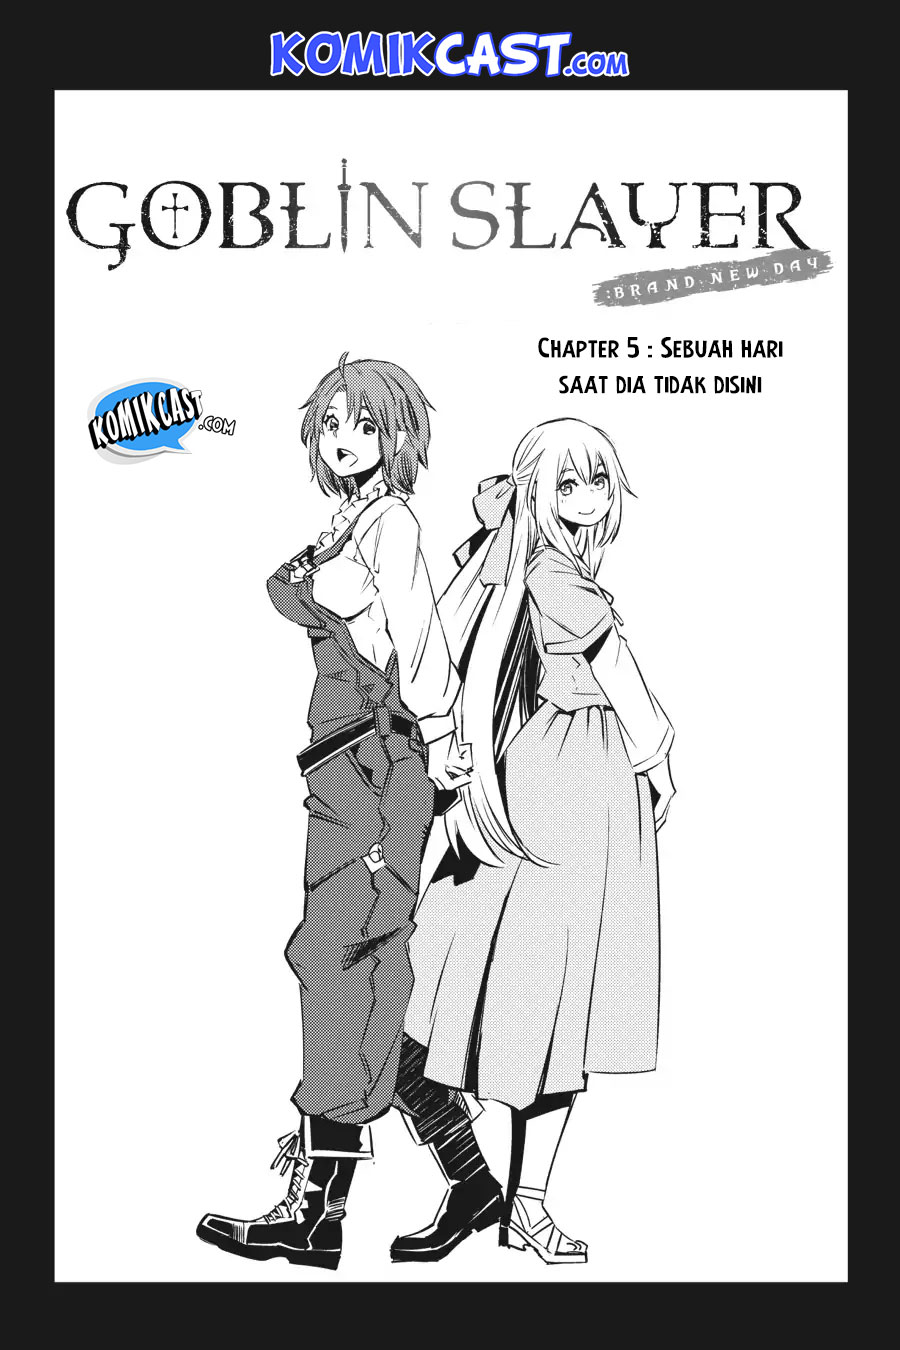 KOMIKCAST.COM
GOBLIN SLAYER
:BRAND NEW DAY
CHAPTER 5 : SEBUAH HARI
SAAT DIA TIDAK DISINI
KOMIKCAST.COM